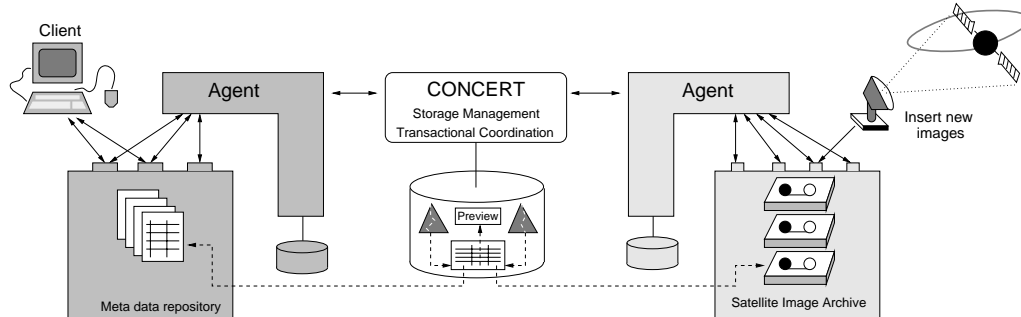 Client
Agent
CONCERT
Storage Management
Transactional Coordination
Agent
Insert new
images
Preview
Meta data repository
Satellite Image Archive